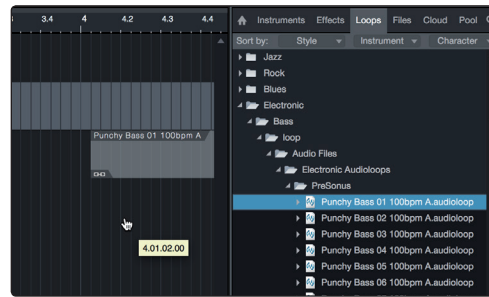 3.4 4 4.2 4.3 4.4
Punchy Bass 01 100bpm A
4.01.02.00
Instruments Effects Loops Files Cloud Pool
Sort by: Style Instrument Character
Jazz
Rock
Blues
Electronic
Bass
loop
Audio Files
Electronic Audioloops
PreSonus
Punchy Bass 01 100bpm A.audioloop
Punchy Bass 02 100bpm A.audioloop
Punchy Bass 03 100bpm A.audioloop
Punchy Bass 04 100bpm A.audioloop
Punchy Bass 05 100bpm A.audioloop
Punchy Bass 06 100bpm A.audioloop